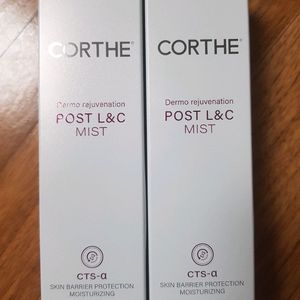 CORTHE®
Dermo rejuvenation
POST L&C
MIST
CTS-α
SKIN BARRIER PROTECTION
MOISTURIZING
CORTHE®
Dermo rejuvenation
POST L&C
MIST
CTS-α
SKIN BARRIER PROTECTION
MOISTURIZING